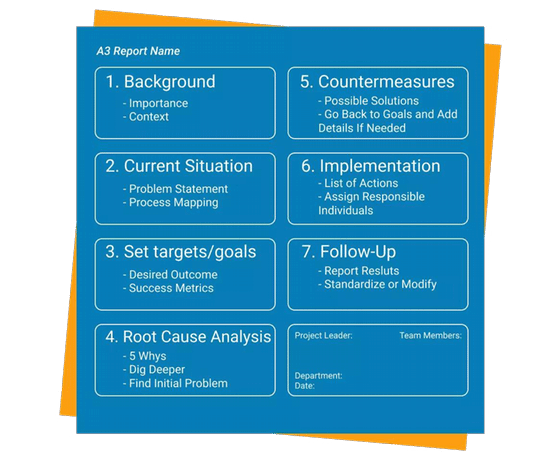 A3 Report Name
1. Background
- Importance
- Context
2. Current Situation
- Problem Statement
- Process Mapping
3. Set targets/goals
- Desired Outcome
- Success Metrics
4. Root Cause Analysis
- 5 Whys
- Dig Deeper
- Find Initial Problem
5. Countermeasures
- Possible Solutions
- Go Back to Goals and Add
Details If Needed
6. Implementation
- List of Actions
- Assign Responsible
Individuals
7. Follow-Up
- Report Resluts
- Standardize or Modify
Project Leader: Team Members:
Department:
Date: